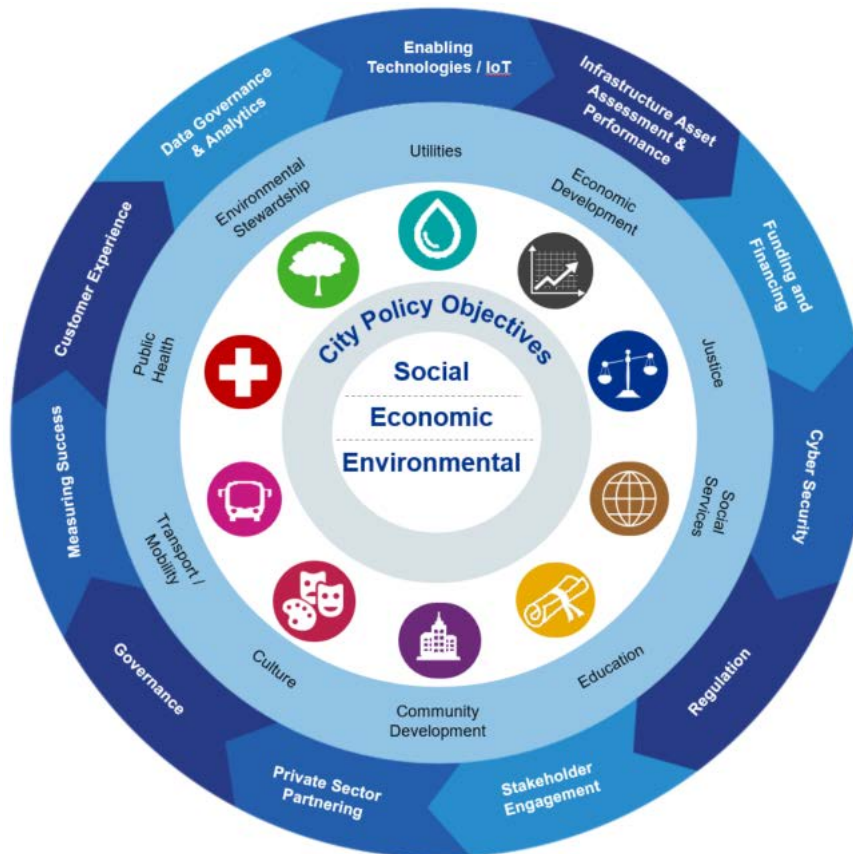 Enabling
Technologies / IoT
Infrastructure Asset
Assessment &
Performance
Funding and
Financing
Cyber Security
Regulation
Stakeholder
Engagement
Private Sector
Partnering
Governance
Measuring Success
Customer Experience
Data Governance
& Analytics
Utilities
Economic
Development
Justice
Social
Services
Education
Community
Development
Culture
Transport /
Mobility
Public
Health
Environmental
Stewardship
City Policy Objectives
Social
Economic
Environmental